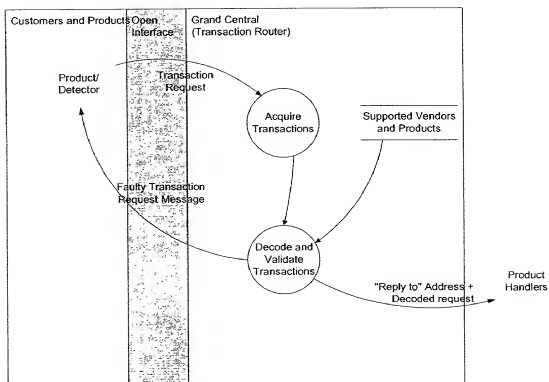 Customers and Products
Open
Interface
Grand Central
(Transaction Router)
Product/
Detector
Transaction
Request
Acquire
Transactions
Supported Vendors
and Products
Faulty Transaction
Request Message
Decode and
Validate
Transactions
"Reply to" Address +
Decoded request
Product
Handlers